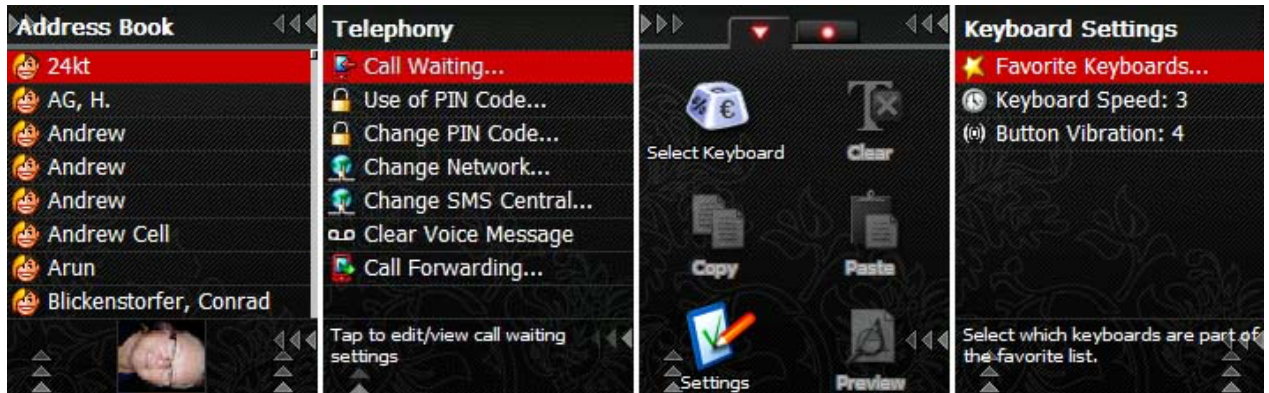 Address Book
24kt
AG, H.
Andrew
Andrew
Andrew
Andrew Cell
Arun
Blickenstorfer, Conrad
Telephony
Call Waiting...
Use of PIN Code...
Change PIN Code...
Change Network...
Change SMS Central...
Clear Voice Message
Call Forwarding...
Tap to edit/view call waiting
settings
Select Keyboard
Clear
Copy
Paste
Settings
Preview
Keyboard Settings
Favorite Keyboards...
Keyboard Speed: 3
Button Vibration: 4
Select which keyboards are part of
the favorite list.